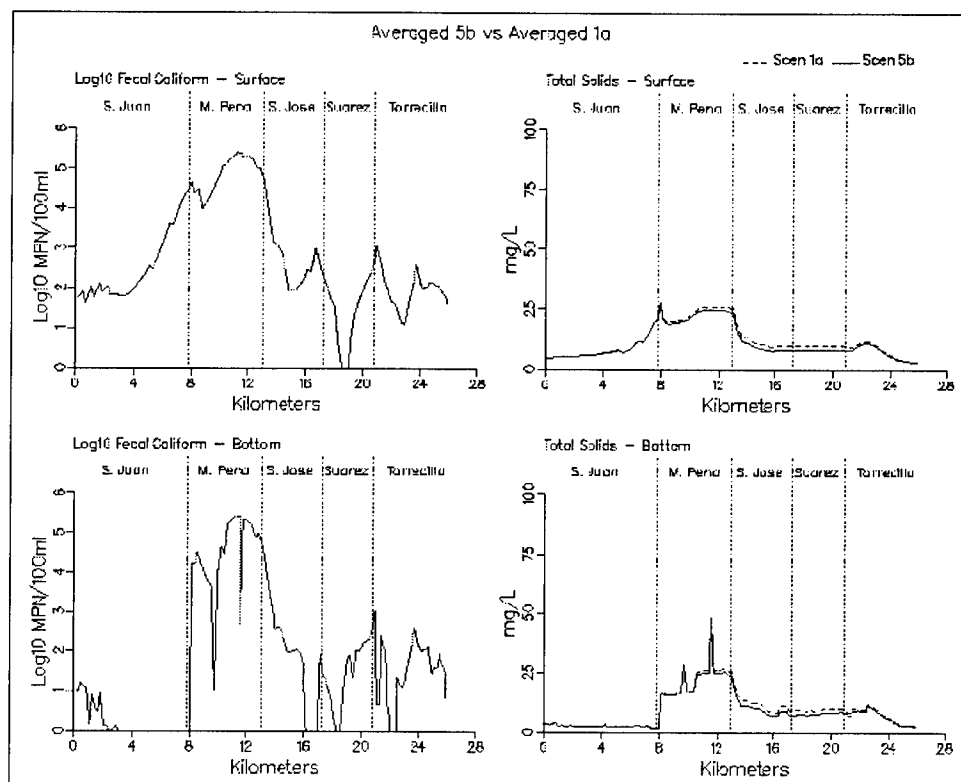 Averaged 5b vs Averaged 1a
Scen 1a
Scen 5b
Log10 Fecal Coliform – Surface
S. Juan
M. Pena
S. Jose
Suarez
Torrecilla
Log10 MPN/100ml
6
5
4
3
2
1
0
0
4
8
12
16
20
24
28
Kilometers
Total Solids – Surface
S. Juan
M. Pena
S. Jose
Suarez
Torrecilla
mg/L
100
75
50
25
0
0
4
8
12
16
20
24
28
Kilometers
Log10 Fecal Coliform – Bottom
S. Juan
M. Pena
S. Jose
Suarez
Torrecilla
Log10 MPN/100ml
6
5
4
3
2
1
0
0
4
8
12
16
20
24
28
Kilometers
Total Solids – Bottom
S. Juan
M. Pena
S. Jose
Suarez
Torrecilla
mg/L
100
75
50
25
0
0
4
8
12
16
20
24
28
Kilometers